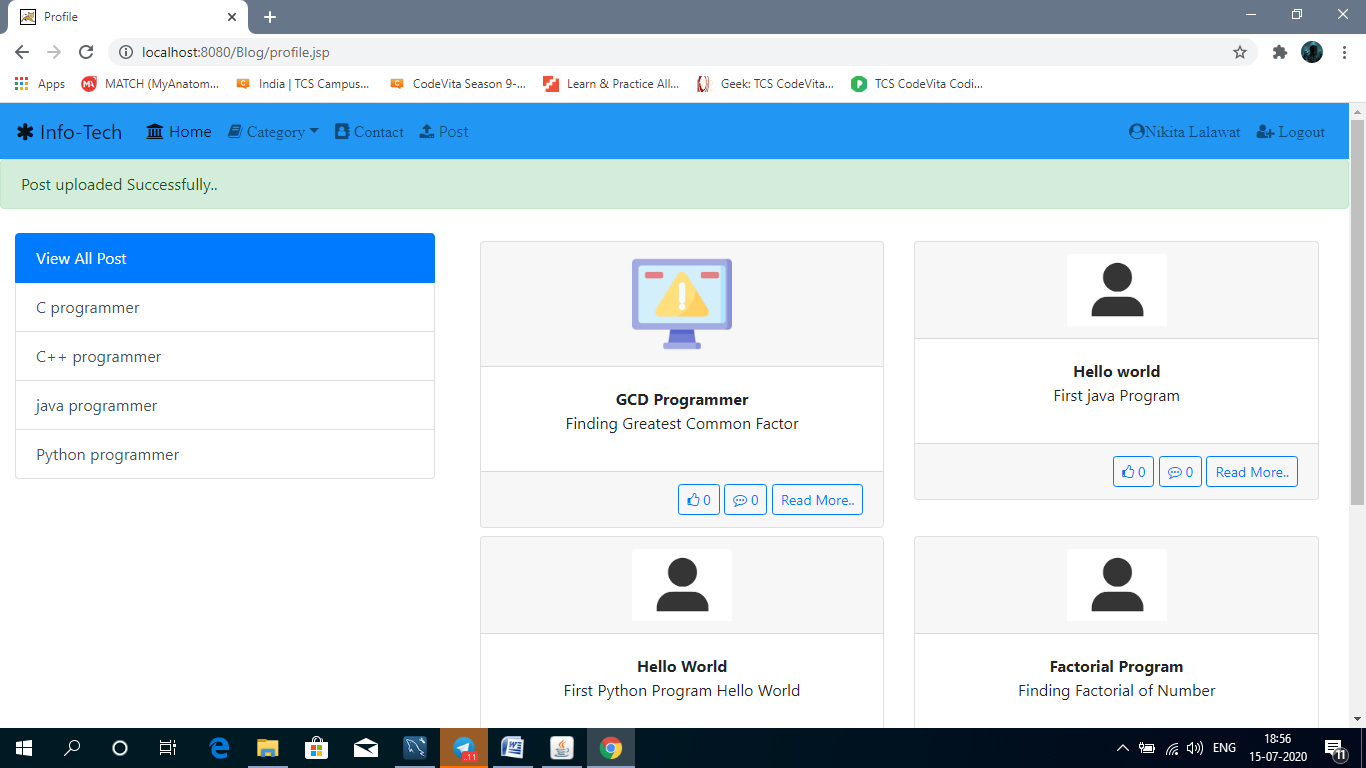 Profile
localhost:8080/Blog/profile.jsp
Apps MATCH (MyAnatom... India | TCS Campus... CodeVita Season 9-... Learn & Practice All... Geek: TCS CodeVita... TCS CodeVita Codi...
Info-Tech Home Category Contact Post Nikita Lalawat Logout
Post uploaded Successfully..
View All Post
C programmer
C++ programmer
java programmer
Python programmer
GCD Programmer
Finding Greatest Common Factor
0 0 Read More..
Hello world
First java Program
0 0 Read More..
Hello World
First Python Program Hello World
Factorial Program
Finding Factorial of Number
..11
ENG
18:56
15-07-2020
11